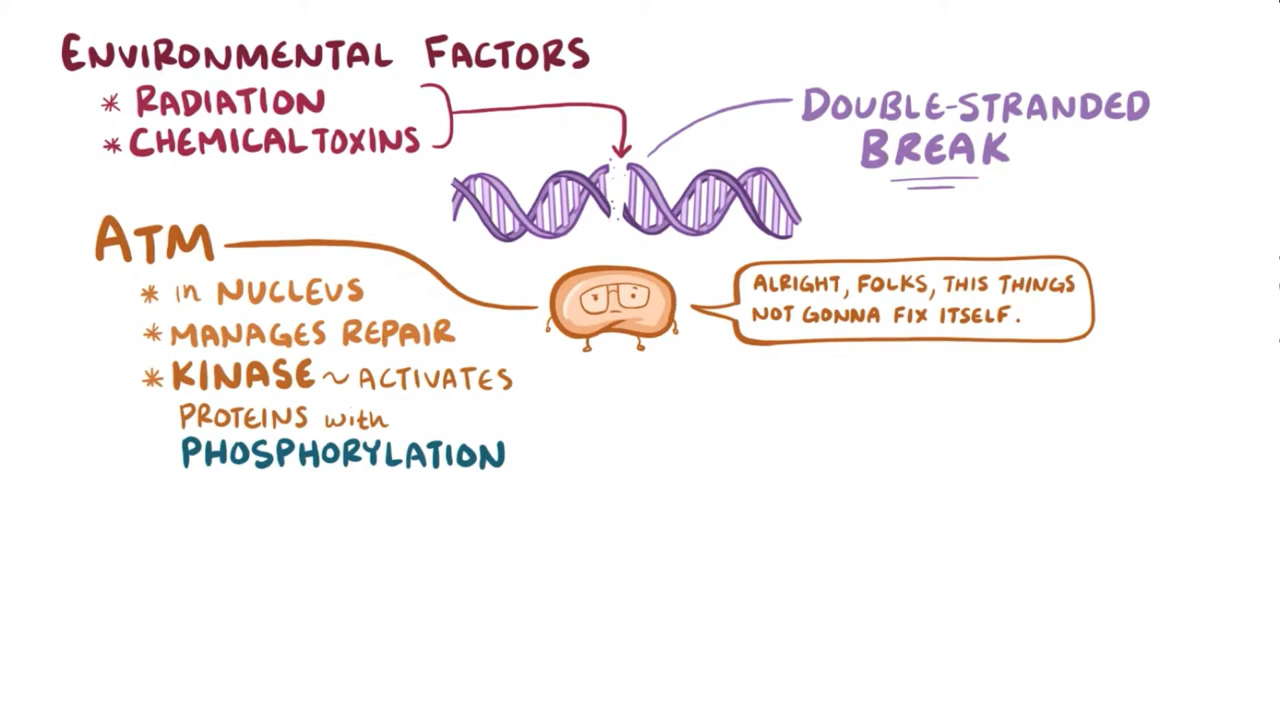 ENVIRONMENTAL FACTORS
* RADIATION
* CHEMICAL TOXINS
DOUBLE-STRANDED
BREAK
ATM
* in NUCLEUS
* MANAGES REPAIR
* KINASE ~ ACTIVATES
PROTEINS with
PHOSPHORYLATION
ALRIGHT, FOLKS, THIS THINGS
NOT GONNA FIX ITSELF.